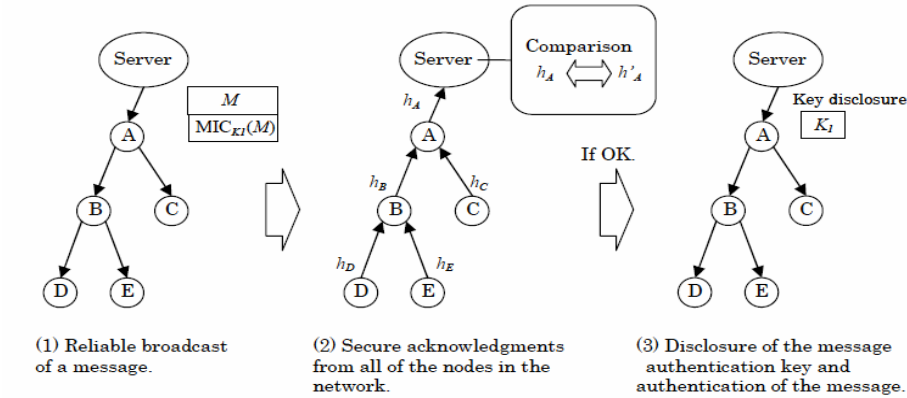 Server
M
MIC_{K1}(M)
A
B
C
D
E
(1) Reliable broadcast
of a message.
Server
Comparison
h_A h'_A
h_A
A
h_B
h_C
B
C
h_D
h_E
D
E
(2) Secure acknowledgments
from all of the nodes in the
network.
If OK.
Server
Key disclosure
K_1
A
B
C
D
E
(3) Disclosure of the message
authentication key and
authentication of the message.